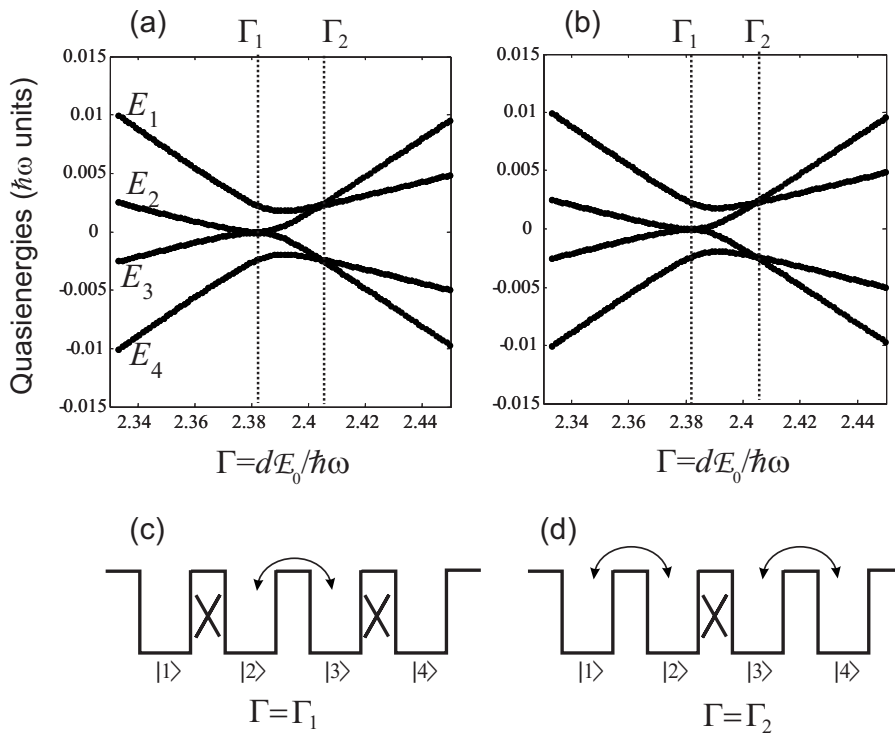 (a)
Γ₁
Γ₂
(b)
Γ₁
Γ₂
Quasienergies (ħω units)
0.015
0.01
0.005
0
-0.005
-0.01
-0.015
E₁
E₂
E₃
E₄
2.34 2.36 2.38 2.4 2.42 2.44
Γ=dℰ₀/ħω
0.015
0.01
0.005
0
-0.005
-0.01
-0.015
2.34 2.36 2.38 2.4 2.42 2.44
Γ=dℰ₀/ħω
(c)
|1> |2> |3> |4>
Γ=Γ₁
(d)
|1> |2> |3> |4>
Γ=Γ₂